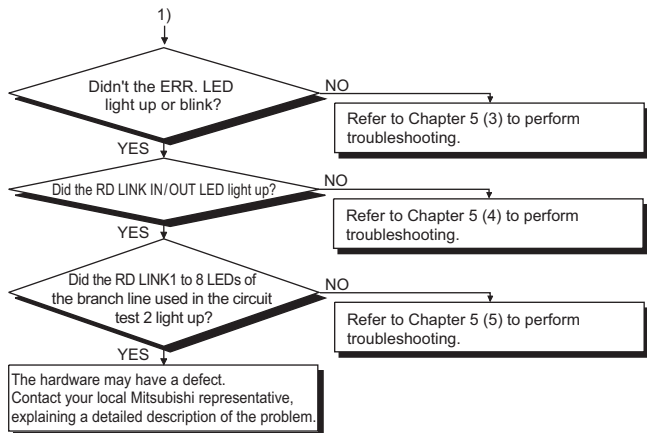 1)
Didn't the ERR. LED
light up or blink?
NO
Refer to Chapter 5 (3) to perform
troubleshooting.
YES
Did the RD LINK IN/OUT LED light up?
NO
Refer to Chapter 5 (4) to perform
troubleshooting.
YES
Did the RD LINK1 to 8 LEDs of
the branch line used in the circuit
test 2 light up?
NO
Refer to Chapter 5 (5) to perform
troubleshooting.
YES
The hardware may have a defect.
Contact your local Mitsubishi representative,
explaining a detailed description of the problem.